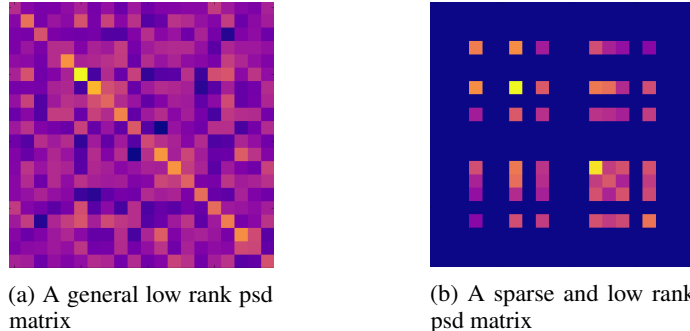 (a) A general low rank psd
matrix
(b) A sparse and low rank
psd matrix